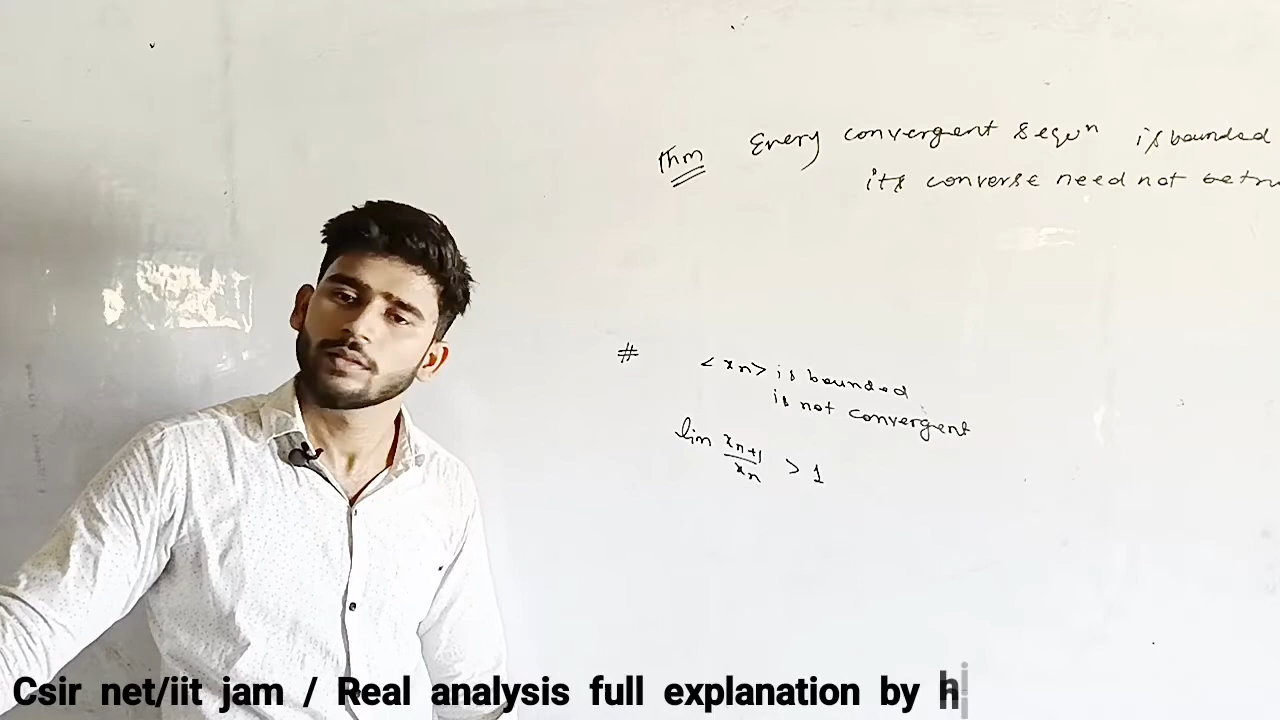 Thm Every convergent sequn is bounded
its converse need not be
# <xn> is bounded
is not convergent
lim xn+1/xn > 1
Csir net/iit jam / Real analysis full explanation by